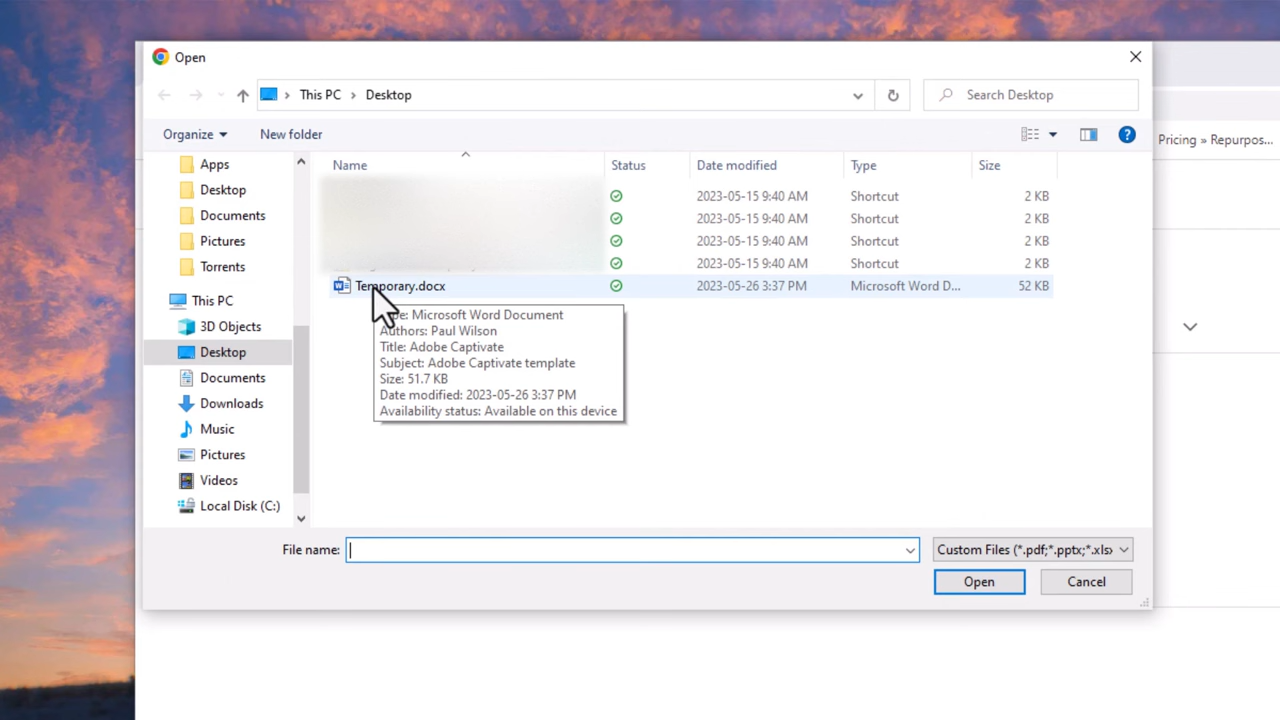 Open
This PC
Desktop
Search Desktop
Organize
New folder
Pricing » Repurpos...
Apps
Desktop
Documents
Pictures
Torrents
This PC
3D Objects
Desktop
Documents
Downloads
Music
Pictures
Videos
Local Disk (C:)
Name Status Date modified Type Size
2023-05-15 9:40 AM Shortcut 2 KB
2023-05-15 9:40 AM Shortcut 2 KB
2023-05-15 9:40 AM Shortcut 2 KB
2023-05-15 9:40 AM Shortcut 2 KB
Temporary.docx 2023-05-26 3:37 PM Microsoft Word D... 52 KB
Microsoft Word Document
Authors: Paul Wilson
Title: Adobe Captivate
Subject: Adobe Captivate template
Size: 51.7 KB
Date modified: 2023-05-26 3:37 PM
Availability status: Available on this device
File name:
Custom Files (*.pdf;*.pptx;*.xls
Open
Cancel